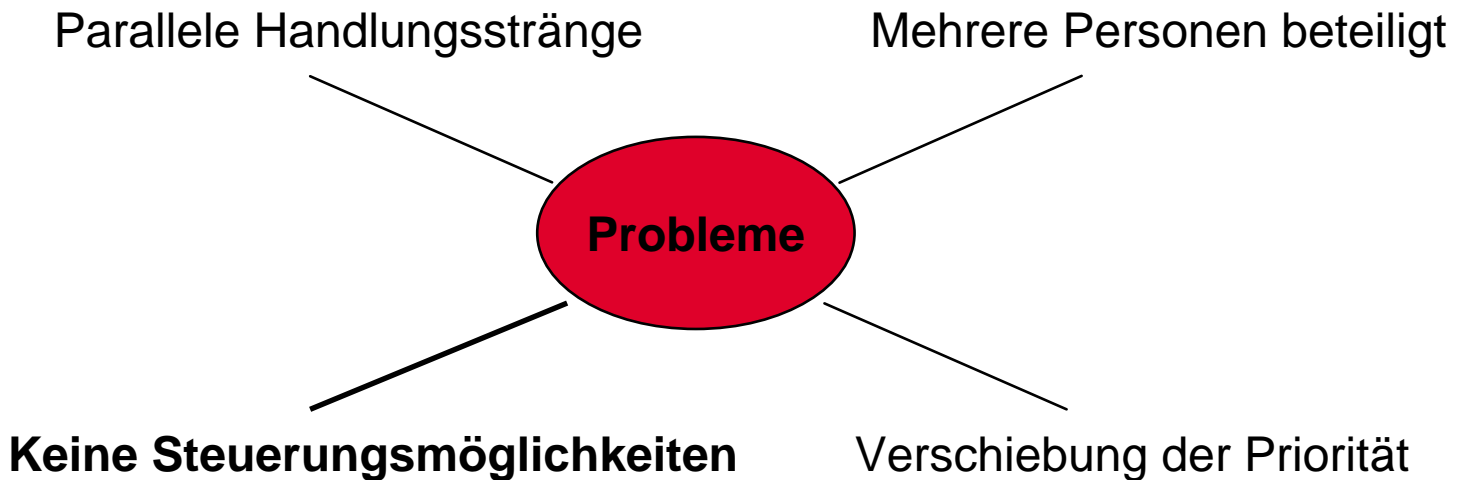 Parallele Handlungsstränge
Mehrere Personen beteiligt
Probleme
Keine Steuerungsmöglichkeiten
Verschiebung der Priorität